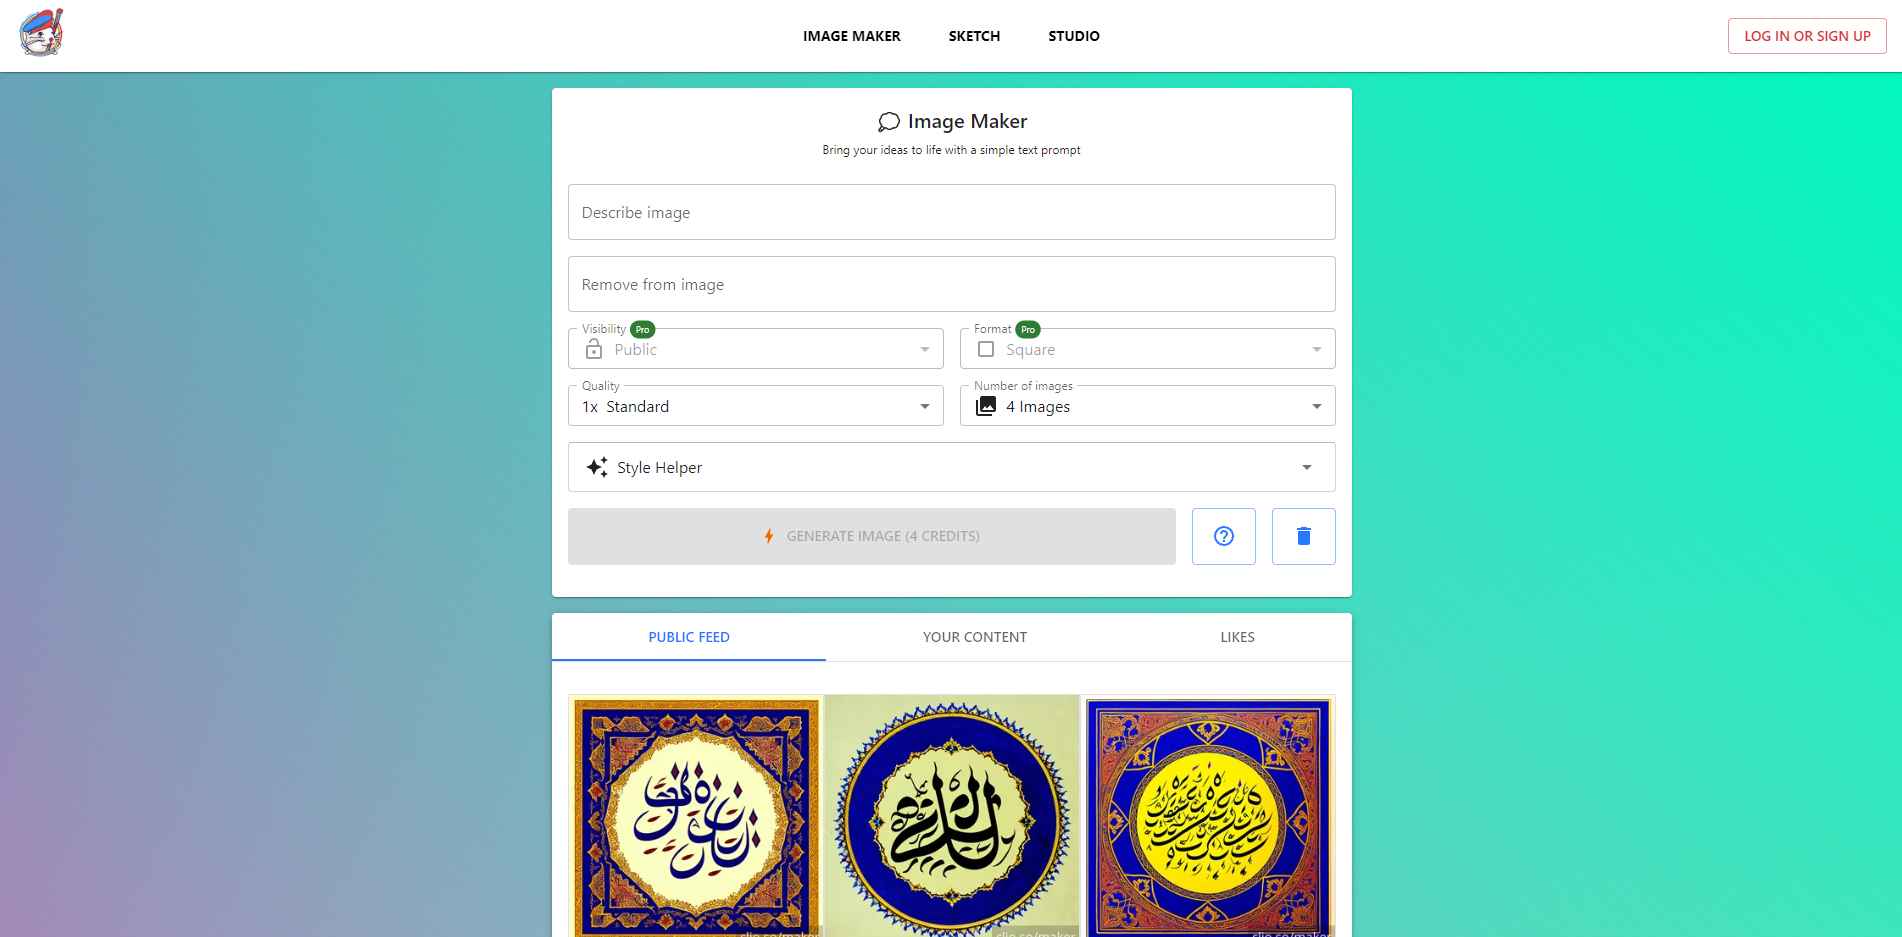 IMAGE MAKER SKETCH STUDIO LOG IN OR SIGN UP
Image Maker
Bring your ideas to life with a simple text prompt
Describe image
Remove from image
Visibility Pro Format Pro
Public Square
Quality Number of images
1x Standard 4 Images
Style Helper
GENERATE IMAGE (4 CREDITS)
PUBLIC FEED YOUR CONTENT LIKES